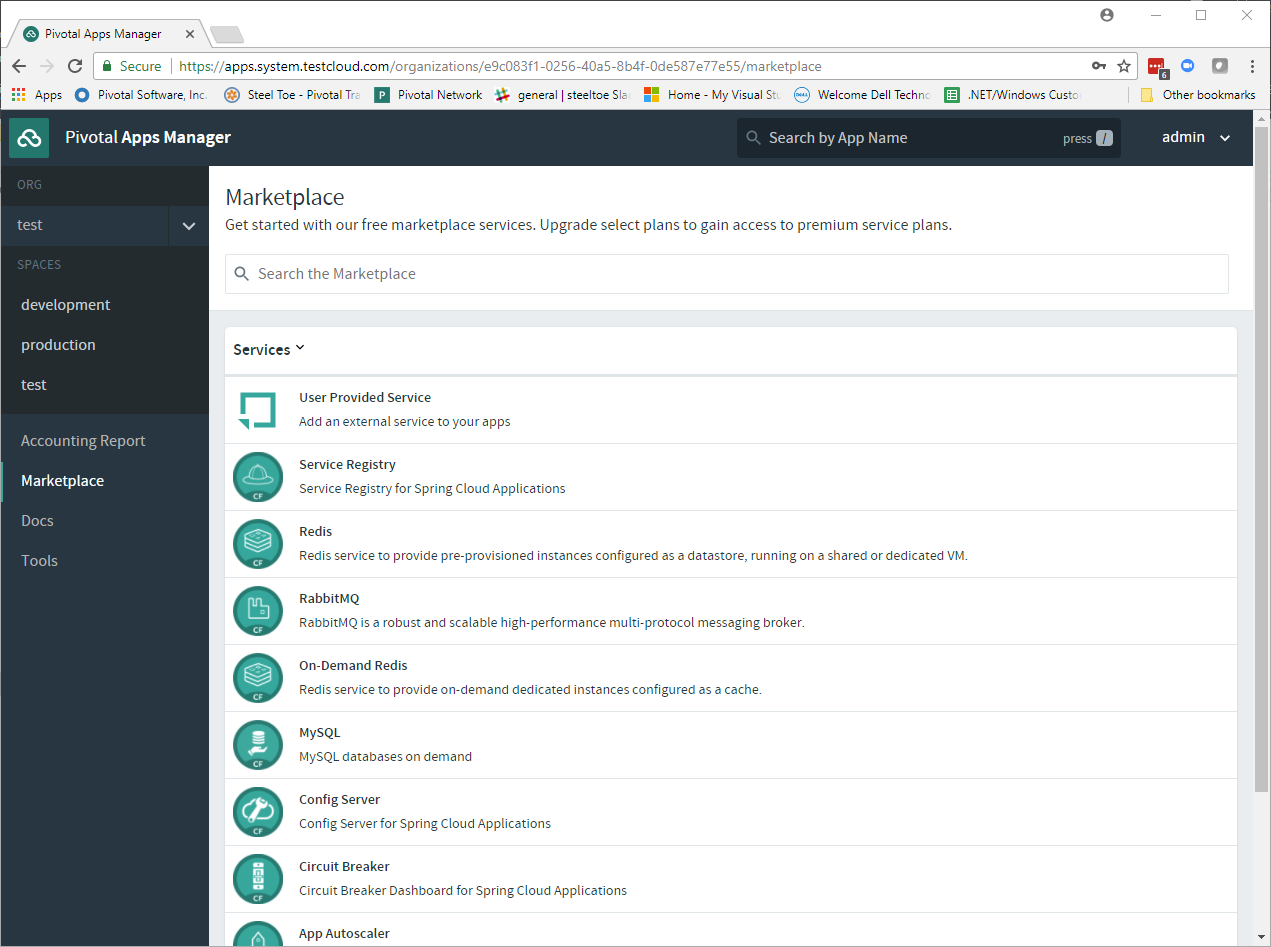 Pivotal Apps Manager
Secure https://apps.system.testcloud.com/organizations/e9c083f1-0256-40a5-8b4f-0de587e77e55/marketplace
6
Apps Pivotal Software, Inc. Steel Toe - Pivotal Tra P Pivotal Network general | steeltoe Sla Home - My Visual Stu DELL Welcome Dell Techno .NET/Windows Custo Other bookmarks
Pivotal Apps Manager Search by App Name press / admin
ORG
test
SPACES
development
production
test
Accounting Report
Marketplace
Docs
Tools
Marketplace
Get started with our free marketplace services. Upgrade select plans to gain access to premium service plans.
Search the Marketplace
Services
User Provided Service
Add an external service to your apps
CF
Service Registry
Service Registry for Spring Cloud Applications
CF
Redis
Redis service to provide pre-provisioned instances configured as a datastore, running on a shared or dedicated VM.
CF
RabbitMQ
RabbitMQ is a robust and scalable high-performance multi-protocol messaging broker.
CF
On-Demand Redis
Redis service to provide on-demand dedicated instances configured as a cache.
CF
MySQL
MySQL databases on demand
CF
Config Server
Config Server for Spring Cloud Applications
CF
Circuit Breaker
Circuit Breaker Dashboard for Spring Cloud Applications
CF
App Autoscaler